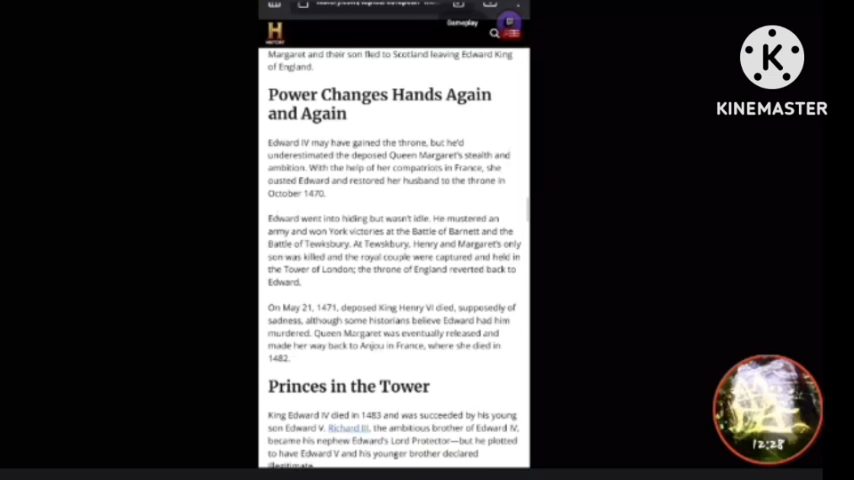 Gameplay
H
HISTORY
K
KINEMASTER
Margaret and their son fled to Scotland leaving Edward King
of England.
Power Changes Hands Again
and Again
Edward IV may have gained the throne, but he'd
underestimated the deposed Queen Margaret's stealth and
ambition. With the help of her compatriots in France, she
ousted Edward and restored her husband to the throne in
October 1470.
Edward went into hiding but wasn't idle. He mustered an
army and won York victories at the Battle of Barnett and the
Battle of Tewksbury. At Tewskbury, Henry and Margaret's only
son was killed and the royal couple were captured and held in
the Tower of London; the throne of England reverted back to
Edward.
On May 21, 1471, deposed King Henry VI died, supposedly of
sadness, although some historians believe Edward had him
murdered. Queen Margaret was eventually released and
made her way back to Anjou in France, where she died in
1482.
Princes in the Tower
King Edward IV died in 1483 and was succeeded by his young
son Edward V. Richard III, the ambitious brother of Edward IV,
became his nephew Edward's Lord Protector—but he plotted
to have Edward V and his younger brother declared
illegitimate.
12:28